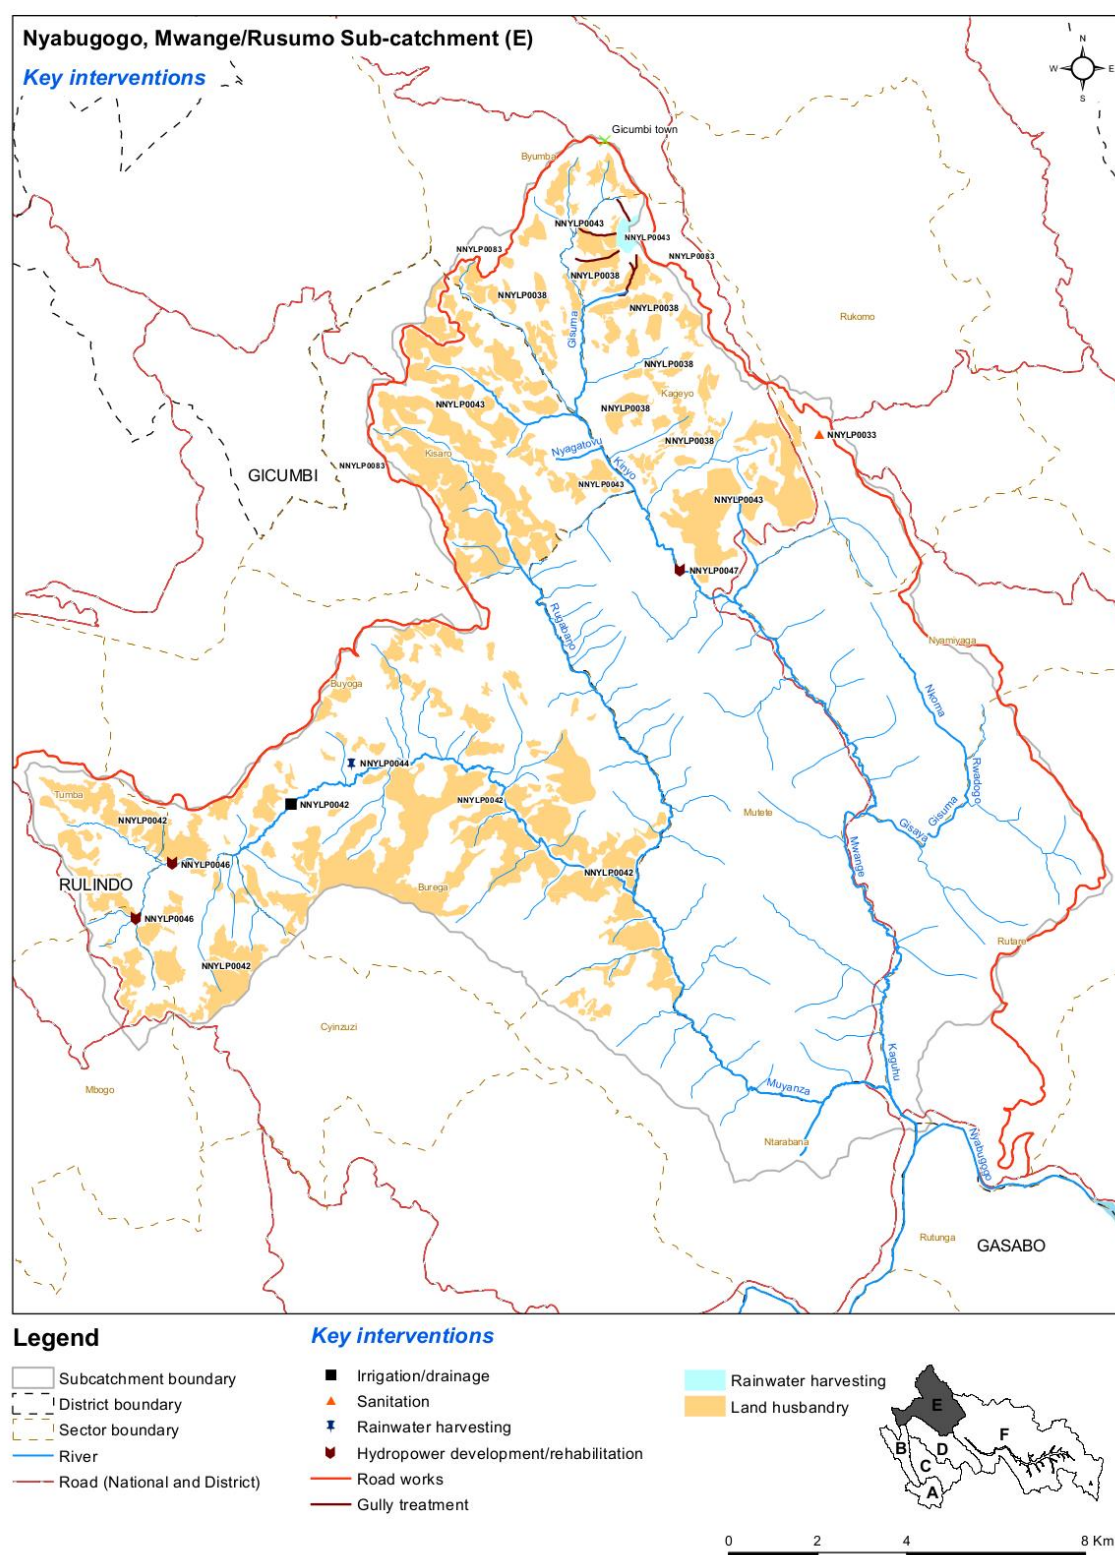 Nyabugogo, Mwange/Rusumo Sub-catchment (E)
Key interventions
N
W
E
S
Gicumbi town
Byumba
NNYLP0043
NNYLP0043
NNYLP0083
NNYLP0083
NNYLP0038
NNYLP0038
NNYLP0038
Gisuma
Rukomo
NNYLP0038
Kageyo
NNYLP0043
NNYLP0038
NNYLP0033
NNYLP0038
Nyagatovu
Kinyo
Kisaro
NNYLP0083
GICUMBI
NNYLP0043
NNYLP0043
NNYLP0047
Rugabano
Nyamiyaga
Buyoga
Nkoma
NNYLP0044
Rwadogo
Tumba
NNYLP0042
NNYLP0042
NNYLP0042
Mutete
Gisuma
Gisaya
Mwange
NNYLP0046
RULINDO
Burega
NNYLP0042
NNYLP0046
Rutare
NNYLP0042
Cyinzuzi
Kaguhu
Mbogo
Muyanza
Ntarabana
Nyabugogo
Rutunga
GASABO
Legend
Subcatchment boundary
District boundary
Sector boundary
River
Road (National and District)
Key interventions
Irrigation/drainage
Sanitation
Rainwater harvesting
Hydropower development/rehabilitation
Road works
Gully treatment
Rainwater harvesting
Land husbandry
E
B
D
F
C
A
0 2 4 8 Km